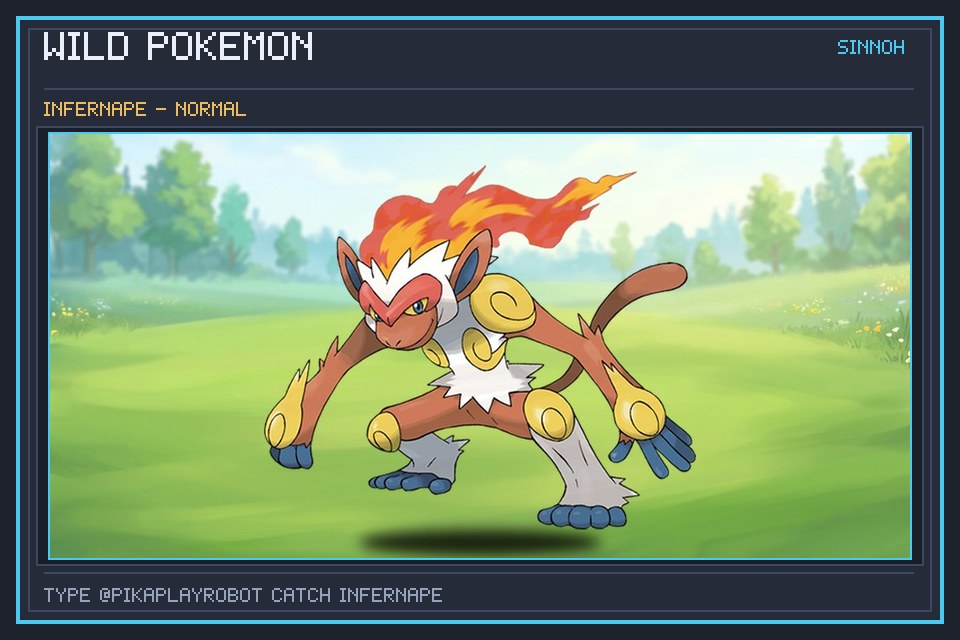 WILD POKEMON
SINNOH
INFERNAPE - NORMAL
TYPE @PIKAPLAYROBOT CATCH INFERNAPE